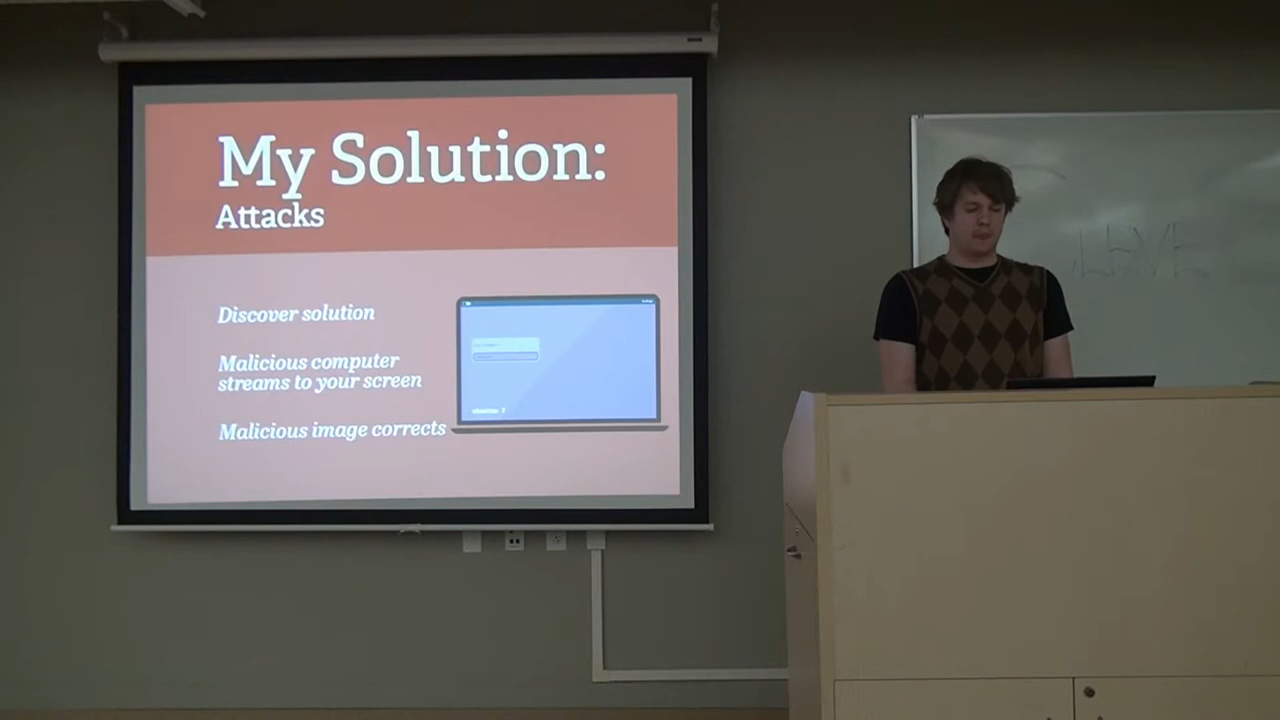 My Solution:
Attacks
Discover solution
Malicious computer
streams to your screen
Malicious image corrects